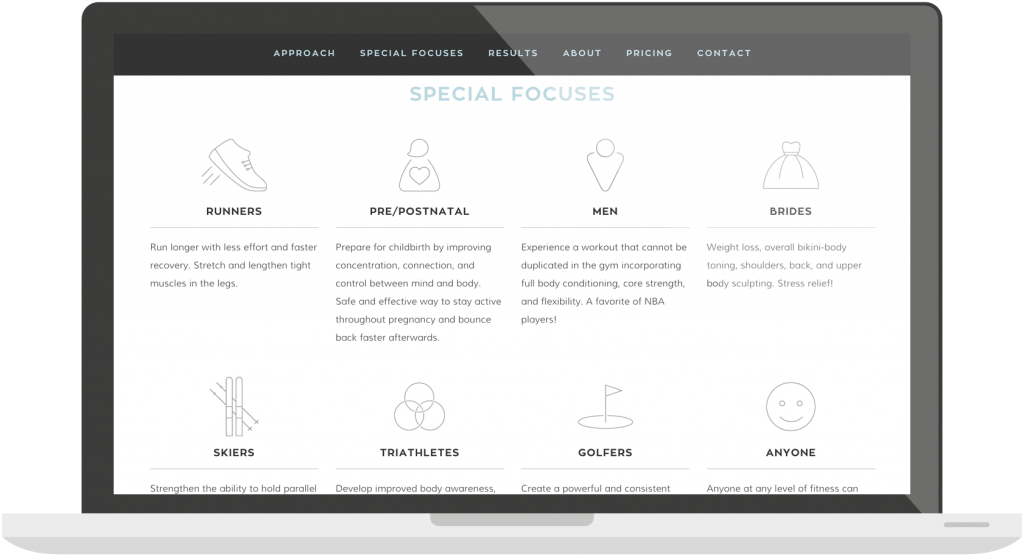 APPROACH SPECIAL FOCUSES RESULTS ABOUT PRICING CONTACT
SPECIAL FOCUSES
RUNNERS
Run longer with less effort and faster
recovery. Stretch and lengthen tight
muscles in the legs.
PRE/POSTNATAL
Prepare for childbirth by improving
concentration, connection, and
control between mind and body.
Safe and effective way to stay active
throughout pregnancy and bounce
back faster afterwards.
MEN
Experience a workout that cannot be
duplicated in the gym incorporating
full body conditioning, core strength,
and flexibility. A favorite of NBA
players!
BRIDES
Weight loss, overall bikini-body
toning, shoulders, back, and upper
body sculpting. Stress relief!
SKIERS
Strengthen the ability to hold parallel
TRIATHLETES
Develop improved body awareness,
GOLFERS
Create a powerful and consistent
ANYONE
Anyone at any level of fitness can